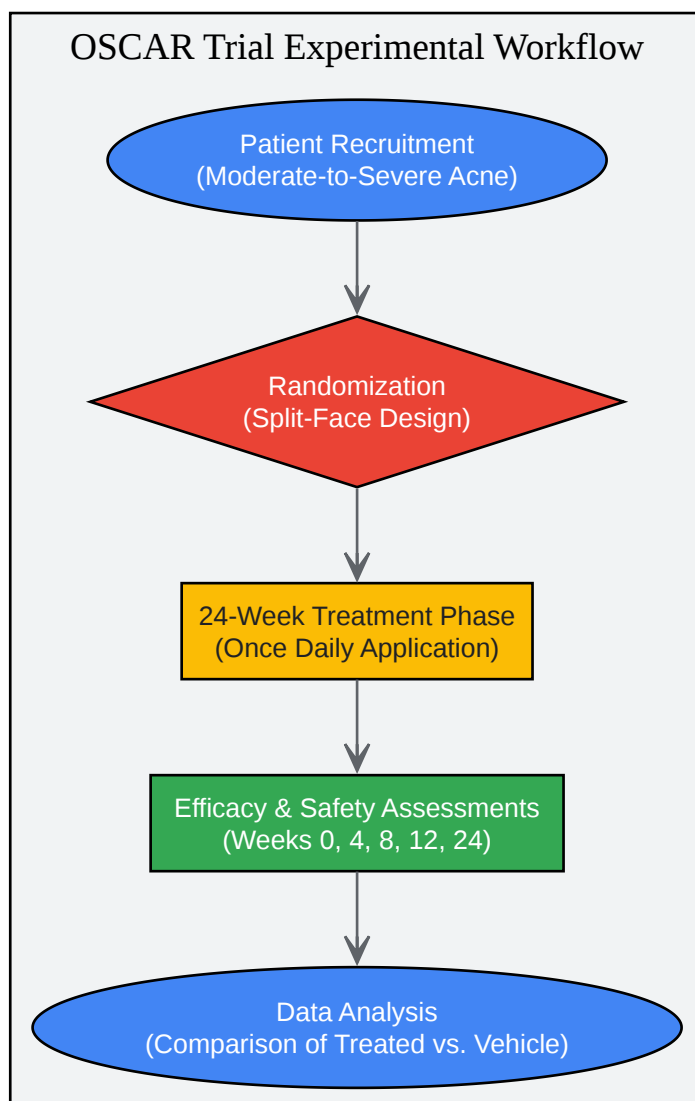 OSCAR Trial Experimental Workflow
Patient Recruitment
(Moderate-to-Severe Acne)
Randomization
(Split-Face Design)
24-Week Treatment Phase
(Once Daily Application)
Efficacy & Safety Assessments
(Weeks 0, 4, 8, 12, 24)
Data Analysis
(Comparison of Treated vs. Vehicle)